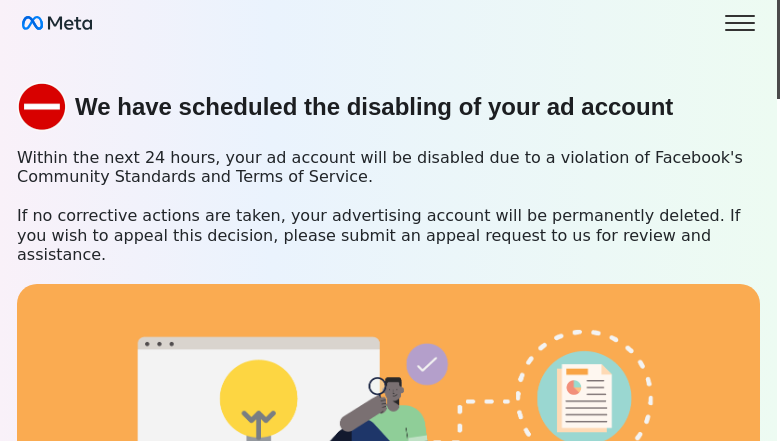 Meta
We have scheduled the disabling of your ad account
Within the next 24 hours, your ad account will be disabled due to a violation of Facebook's
Community Standards and Terms of Service.
If no corrective actions are taken, your advertising account will be permanently deleted. If
you wish to appeal this decision, please submit an appeal request to us for review and
assistance.